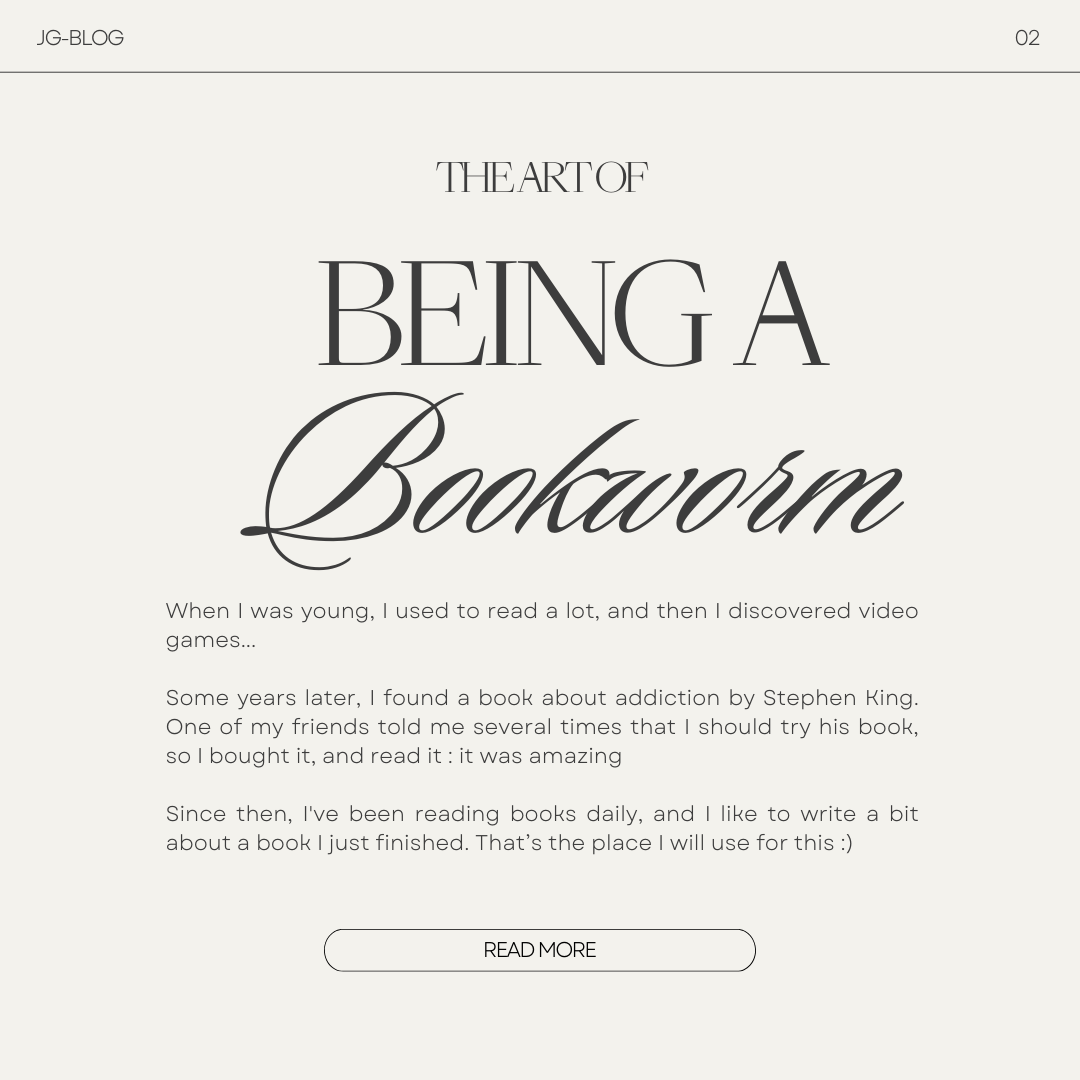 JG-BLOG
02
THE ART OF
BEING A
Bookworm
When I was young, I used to read a lot, and then I discovered video
games...
Some years later, I found a book about addiction by Stephen King.
One of my friends told me several times that I should try his book,
so I bought it, and read it : it was amazing
Since then, I've been reading books daily, and I like to write a bit
about a book I just finished. That’s the place I will use for this :)
READ MORE